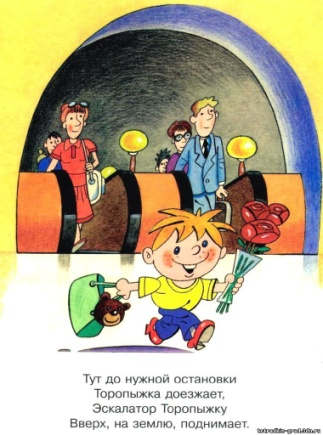 Тут до нужной остановки
Торопыжка доезжает,
Эскалатор Торопыжку
Вверх, на землю, поднимает.